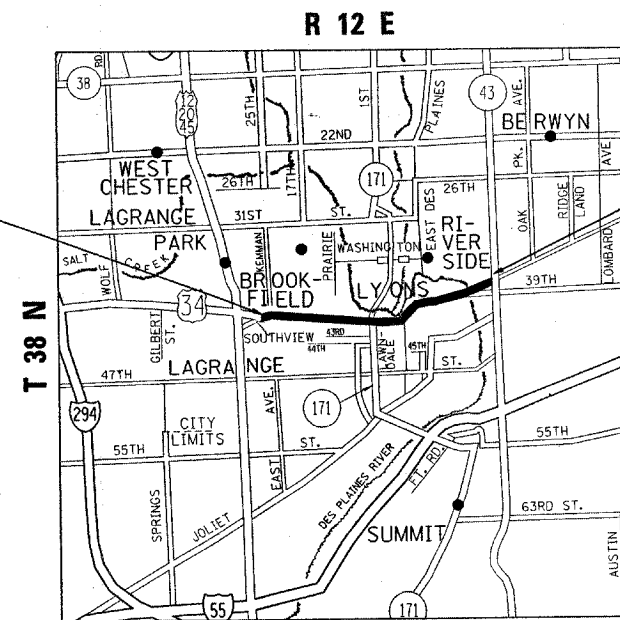 R 12 E
RD.
38
12
20
45
25TH
1ST
PLAINES
43
AVE.
BERWYN
22ND
WEST
CHESTER
17TH
171
PK.
AVE
26TH
26TH
LAGRANGE
31ST
ST.
EAST DES
OAK
RIDGE
LAND
PARK
KEMMAN
PRAIRIE
WASHINGTON
RI-
VER
SIDE
LOMBARD
SALT
CREEK
WOLF
BROOK-
FIELD
LYONS
39TH
34
T 38 N
GILBERT
ST.
SOUTHVIEW
43RD
44TH
LAWN-
DALE
45TH
ST.
LAGRANGE
47TH
AVE.
171
294
CITY
LIMITS
ST.
55TH
55TH
EAST
DES PLAINES RIVER
FT. RD.
SPRINGS
JOLIET
SUMMIT
63RD ST.
AUSTIN
55
171